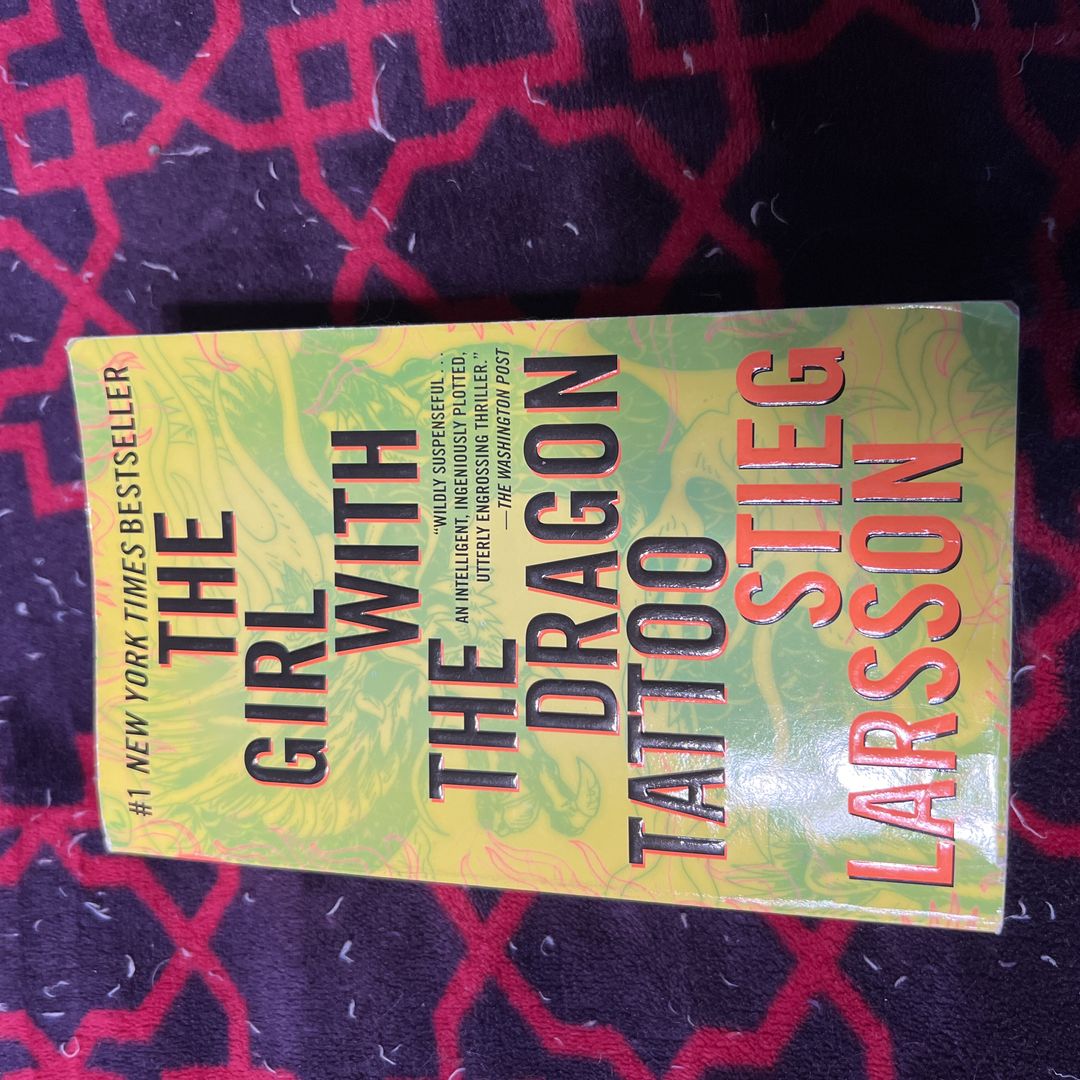 #1 NEW YORK TIMES BESTSELLER
THE
GIRL
WITH
“WILDLY SUSPENSEFUL . . .
AN INTELLIGENT, INGENIOUSLY PLOTTED,
UTTERLY ENGROSSING THRILLER.”
—THE WASHINGTON POST
THE
DRAGON
TATTOO
STIEG
LARSSON